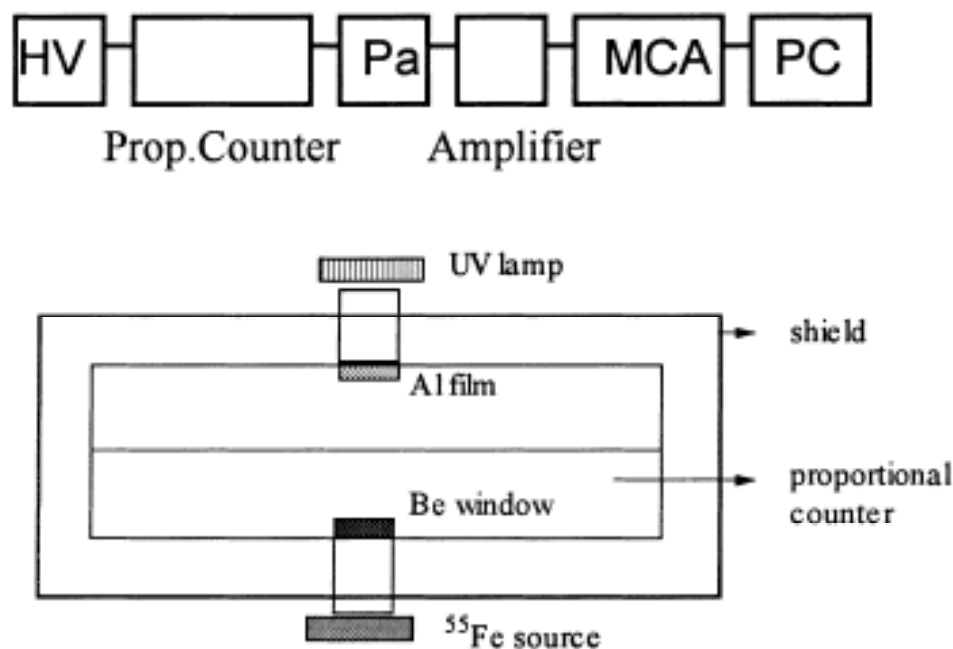 HV Pa MCA PC
Prop.Counter Amplifier
UV lamp
shield
Al film
proportional
counter
Be window
⁵⁵Fe source